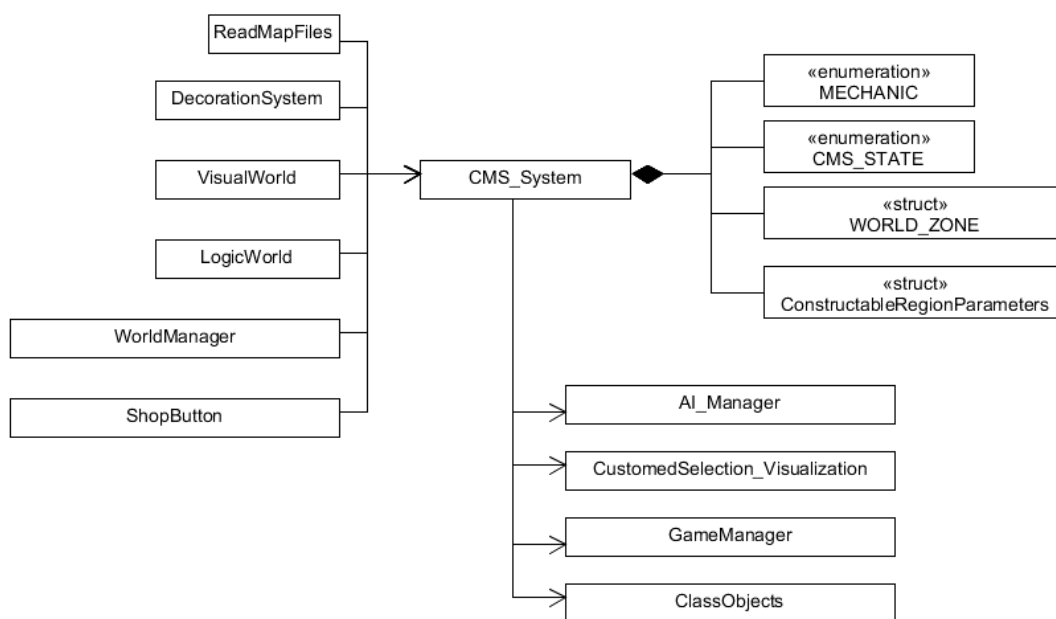 ReadMapFiles
DecorationSystem
VisualWorld
LogicWorld
WorldManager
ShopButton
CMS_System
«enumeration»
MECHANIC
«enumeration»
CMS_STATE
«struct»
WORLD_ZONE
«struct»
ConstructableRegionParameters
AI_Manager
CustomedSelection_Visualization
GameManager
ClassObjects